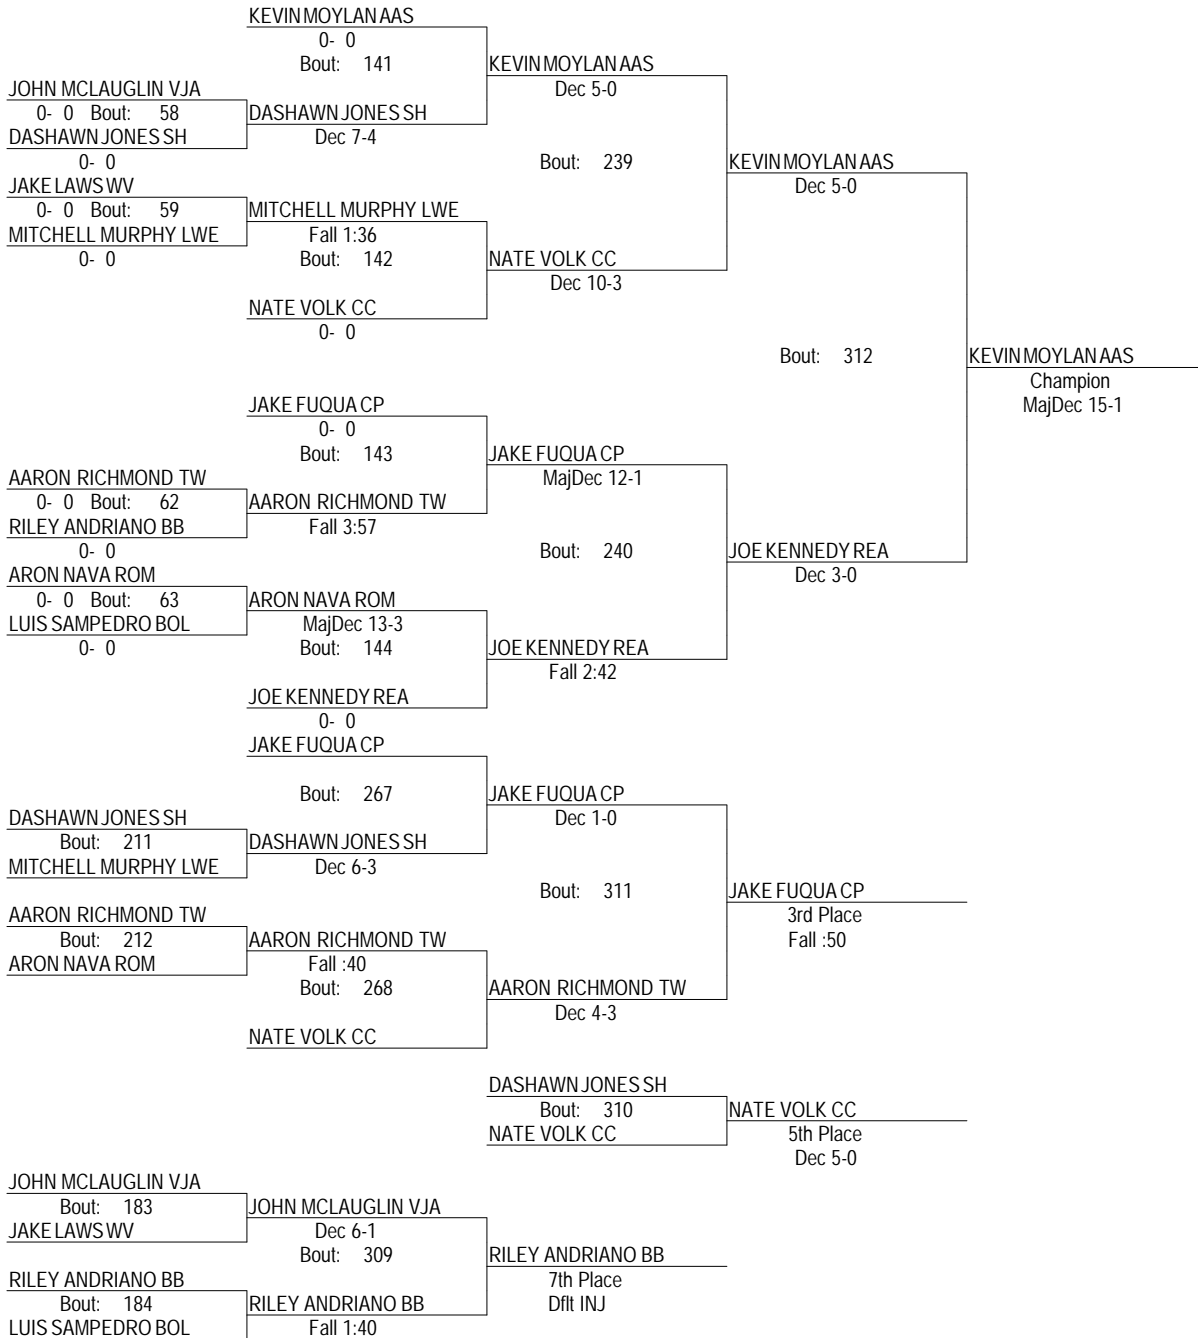 KEVIN MOYLAN AAS
0- 0
Bout: 141
KEVIN MOYLAN AAS
Dec 5-0
JOHN MCLAUGLIN VJA
0- 0 Bout: 58
DASHAWN JONES SH
DASHAWN JONES SH
Dec 7-4
0- 0
Bout: 239
KEVIN MOYLAN AAS
Dec 5-0
JAKE LAWS WV
0- 0 Bout: 59
MITCHELL MURPHY LWE
MITCHELL MURPHY LWE
Fall 1:36
0- 0
Bout: 142
NATE VOLK CC
Dec 10-3
NATE VOLK CC
0- 0
Bout: 312
KEVIN MOYLAN AAS
Champion
MajDec 15-1
JAKE FUQUA CP
0- 0
Bout: 143
JAKE FUQUA CP
MajDec 12-1
AARON RICHMOND TW
0- 0 Bout: 62
AARON RICHMOND TW
RILEY ANDRIANO BB
Fall 3:57
0- 0
Bout: 240
JOE KENNEDY REA
Dec 3-0
ARON NAVA ROM
0- 0 Bout: 63
ARON NAVA ROM
LUIS SAMPEDRO BOL
MajDec 13-3
0- 0
Bout: 144
JOE KENNEDY REA
Fall 2:42
JOE KENNEDY REA
0- 0
JAKE FUQUA CP
Bout: 267
JAKE FUQUA CP
Dec 1-0
DASHAWN JONES SH
Bout: 211
DASHAWN JONES SH
MITCHELL MURPHY LWE
Dec 6-3
Bout: 311
JAKE FUQUA CP
3rd Place
Fall :50
AARON RICHMOND TW
Bout: 212
AARON RICHMOND TW
ARON NAVA ROM
Fall :40
Bout: 268
AARON RICHMOND TW
Dec 4-3
NATE VOLK CC
DASHAWN JONES SH
Bout: 310
NATE VOLK CC
NATE VOLK CC
5th Place
Dec 5-0
JOHN MCLAUGLIN VJA
Bout: 183
JOHN MCLAUGLIN VJA
JAKE LAWS WV
Dec 6-1
Bout: 309
RILEY ANDRIANO BB
7th Place
Dflt INJ
RILEY ANDRIANO BB
Bout: 184
RILEY ANDRIANO BB
LUIS SAMPEDRO BOL
Fall 1:40